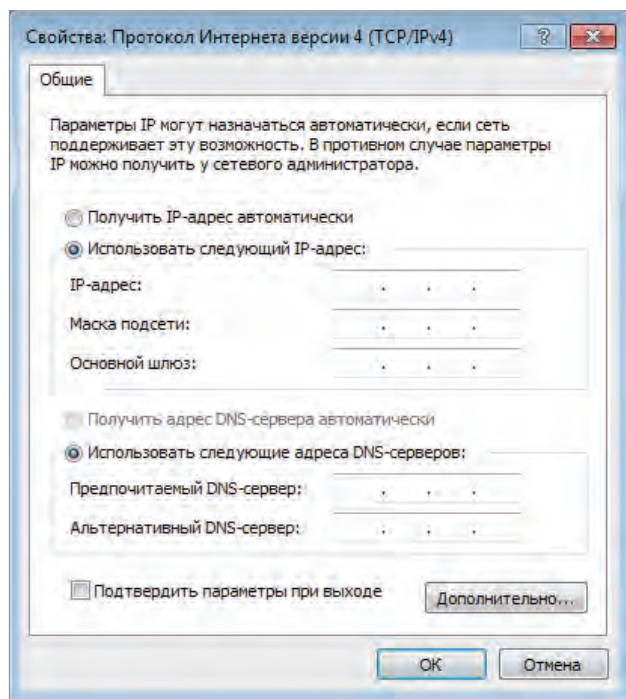 Свойства: Протокол Интернета версии 4 (TCP/IPv4)
Общие
Параметры IP могут назначаться автоматически, если сеть
поддерживает эту возможность. В противном случае параметры
IP можно получить у сетевого администратора.
Получить IP-адрес автоматически
Использовать следующий IP-адрес:
IP-адрес: . . .
Маска подсети: . . .
Основной шлюз: . . .
Получить адрес DNS-сервера автоматически
Использовать следующие адреса DNS-серверов:
Предпочитаемый DNS-сервер: . . .
Альтернативный DNS-сервер: . . .
Подтвердить параметры при выходе
Дополнительно...
ОК Отмена